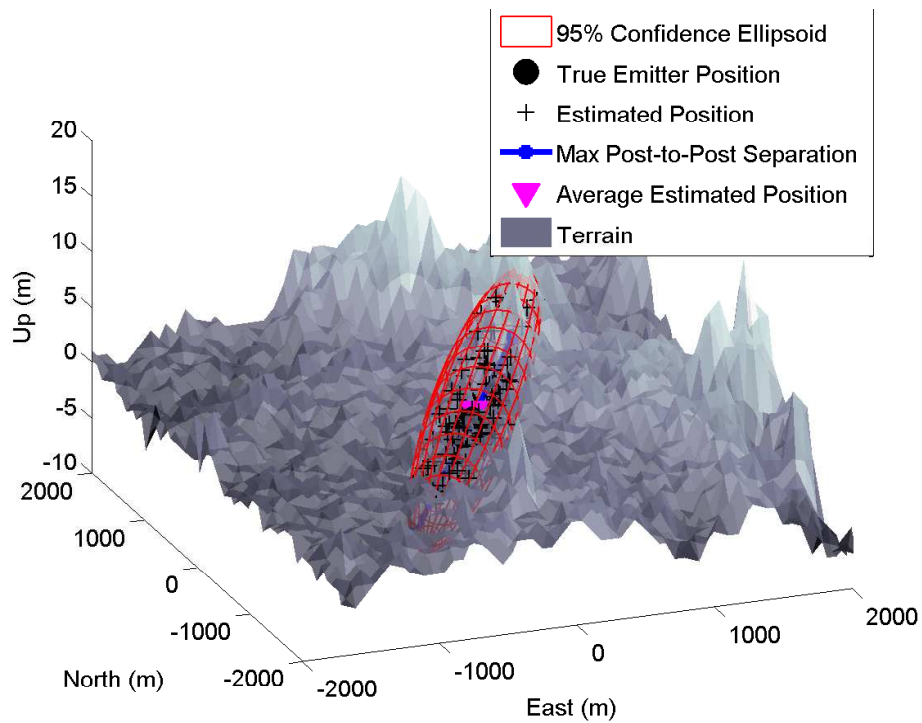 95% Confidence Ellipsoid
True Emitter Position
Estimated Position
Max Post-to-Post Separation
Average Estimated Position
Terrain
20
15
10
5
0
-5
-10
Up (m)
2000
1000
0
-1000
-2000
North (m)
-2000
-1000
0
1000
2000
East (m)